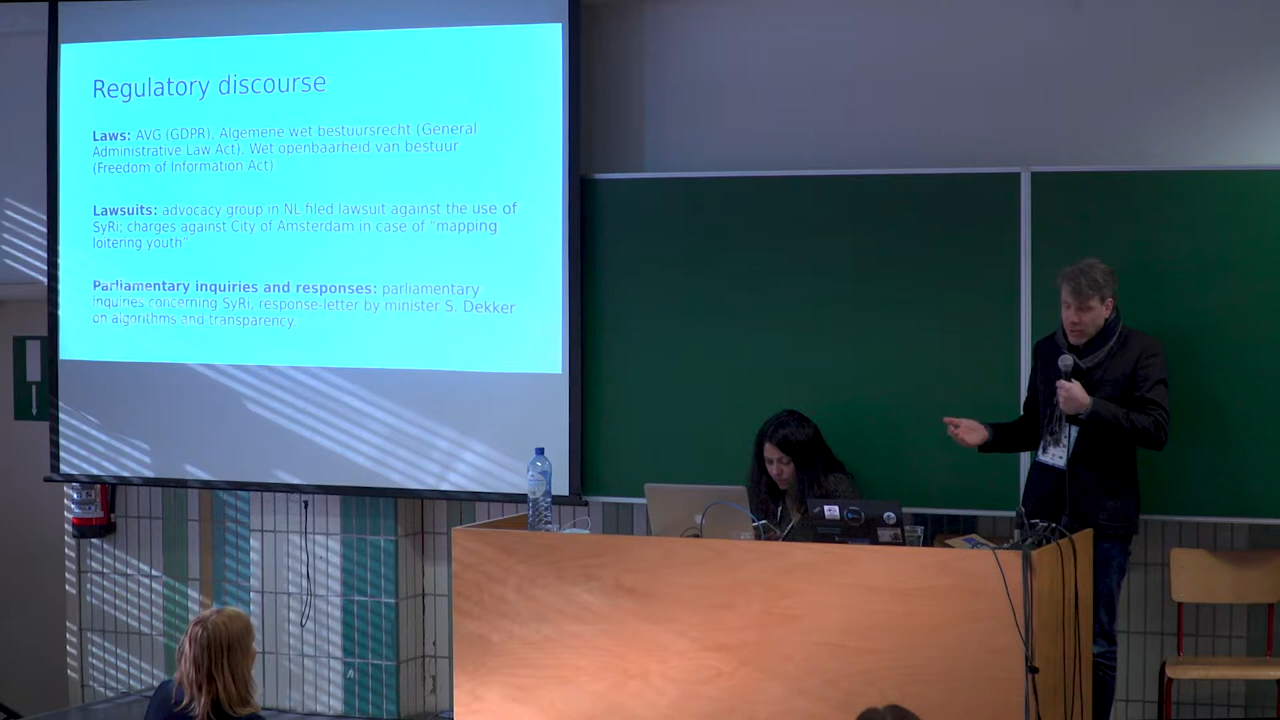 Regulatory discourse
Laws: AVG (GDPR), Algemene wet bestuursrecht (General
Administrative Law Act). Wet openbaarheid van bestuur
(Freedom of Information Act)
Lawsuits: advocacy group in NL filed lawsuit against the use of
SyRi; charges against City of Amsterdam in case of "mapping
loitering youth"
Parliamentary inquiries and responses: parliamentary
inquiries concerning SyRi, response-letter by minister S. Dekker
on algorithms and transparency.